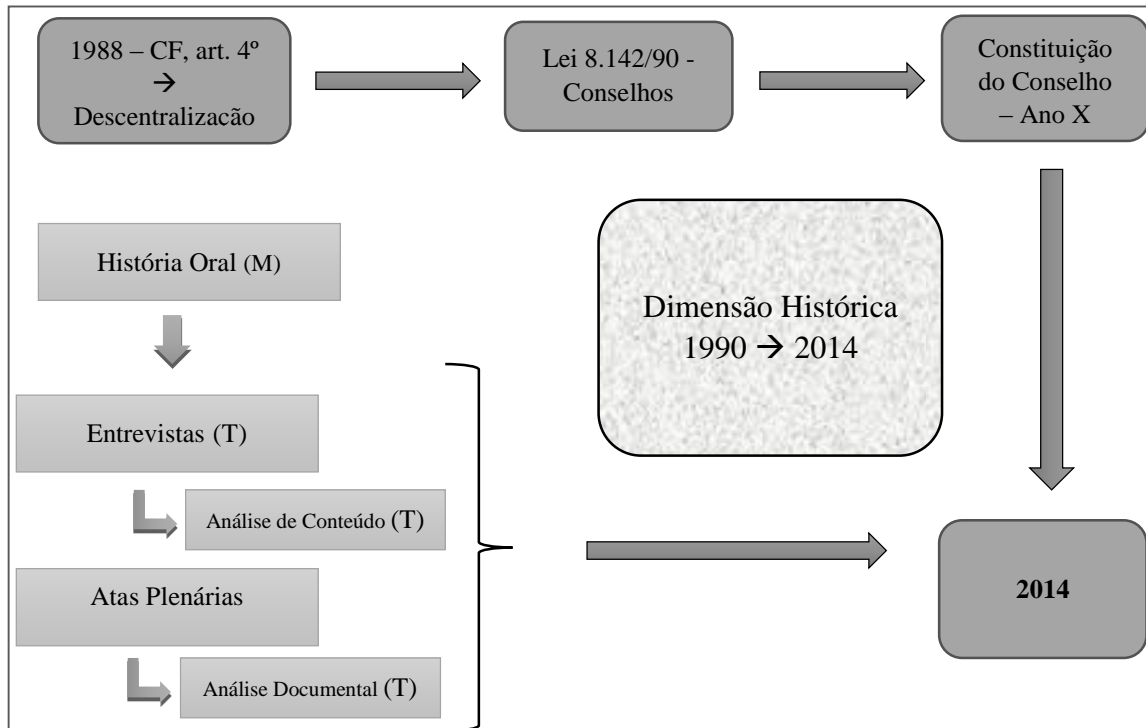 1988 – CF, art. 4º
→
Descentralizacão
Lei 8.142/90 -
Conselhos
Constituição
do Conselho
– Ano X
História Oral (M)
Dimensão Histórica
1990 → 2014
Entrevistas (T)
Análise de Conteúdo (T)
Atas Plenárias
Análise Documental (T)
2014